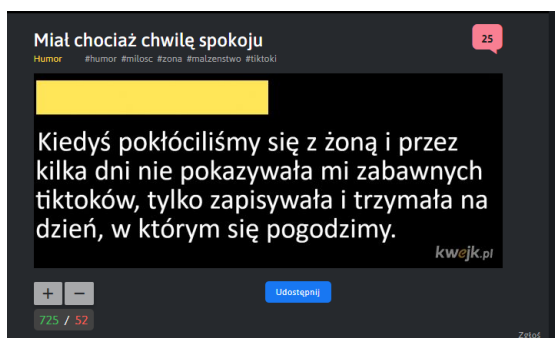 Miał chociaż chwilę spokoju
25
Humor #humor #milosc #zona #malzenstwo #tiktoki
Kiedyś pokłóciliśmy się z żoną i przez
kilka dni nie pokazywała mi zabawnych
tiktoków, tylko zapisywała i trzymała na
dzień, w którym się pogodzimy.
kwejk.pl
+ −
Udostępnij
725 / 52
Zgłoś